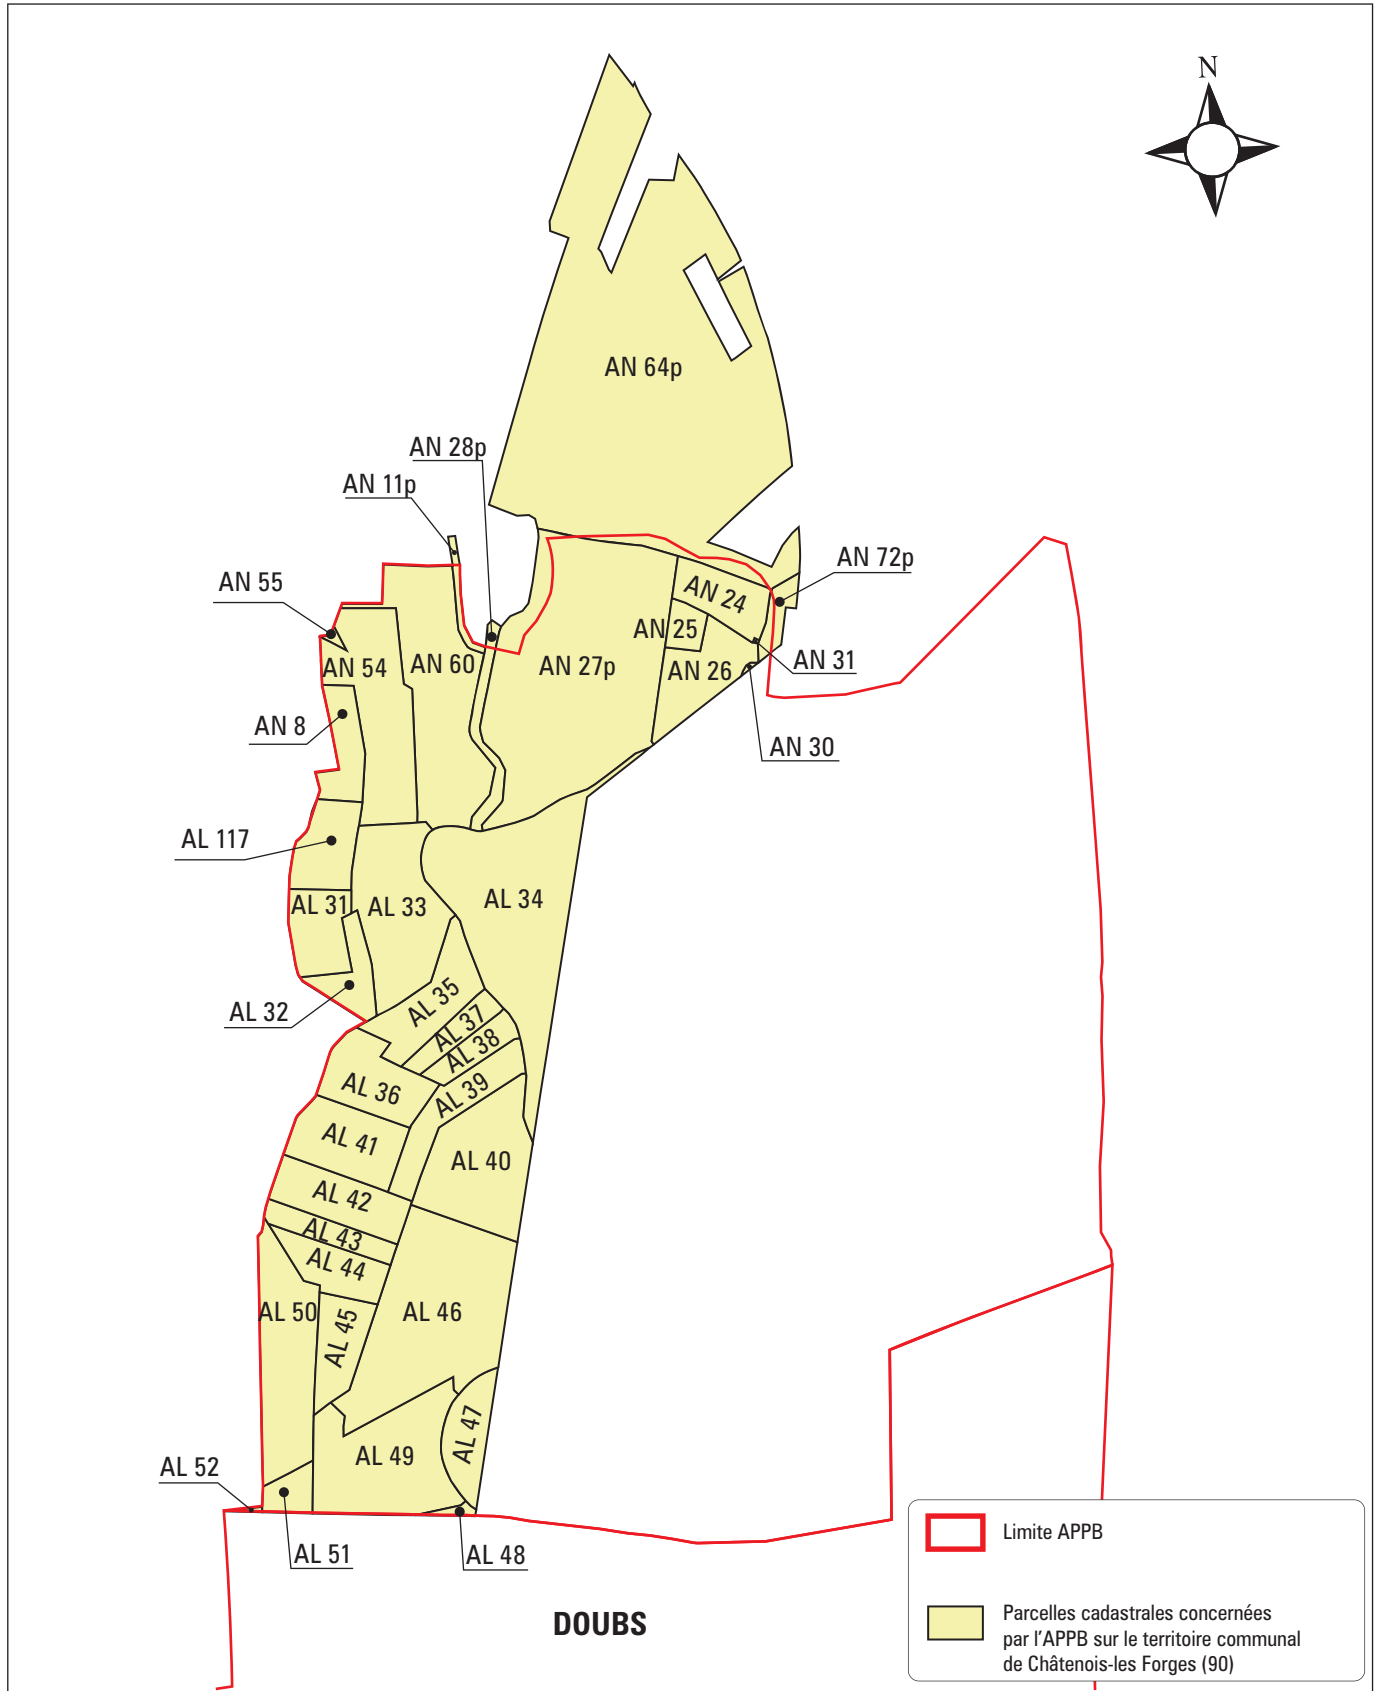 N
AN 64p
AN 28p
AN 11p
AN 72p
AN 55
AN 24
AN 25
AN 31
AN 54
AN 60
AN 27p
AN 26
AN 8
AN 30
AL 117
AL 31
AL 33
AL 34
AL 32
AL 35
AL 37
AL 38
AL 36
AL 39
AL 41
AL 40
AL 42
AL 43
AL 44
AL 50
AL 45
AL 46
AL 47
AL 49
AL 52
AL 51
AL 48
DOUBS
Limite APPB
Parcelles cadastrales concernées
par l'APPB sur le territoire communal
de Châtenois-les Forges (90)